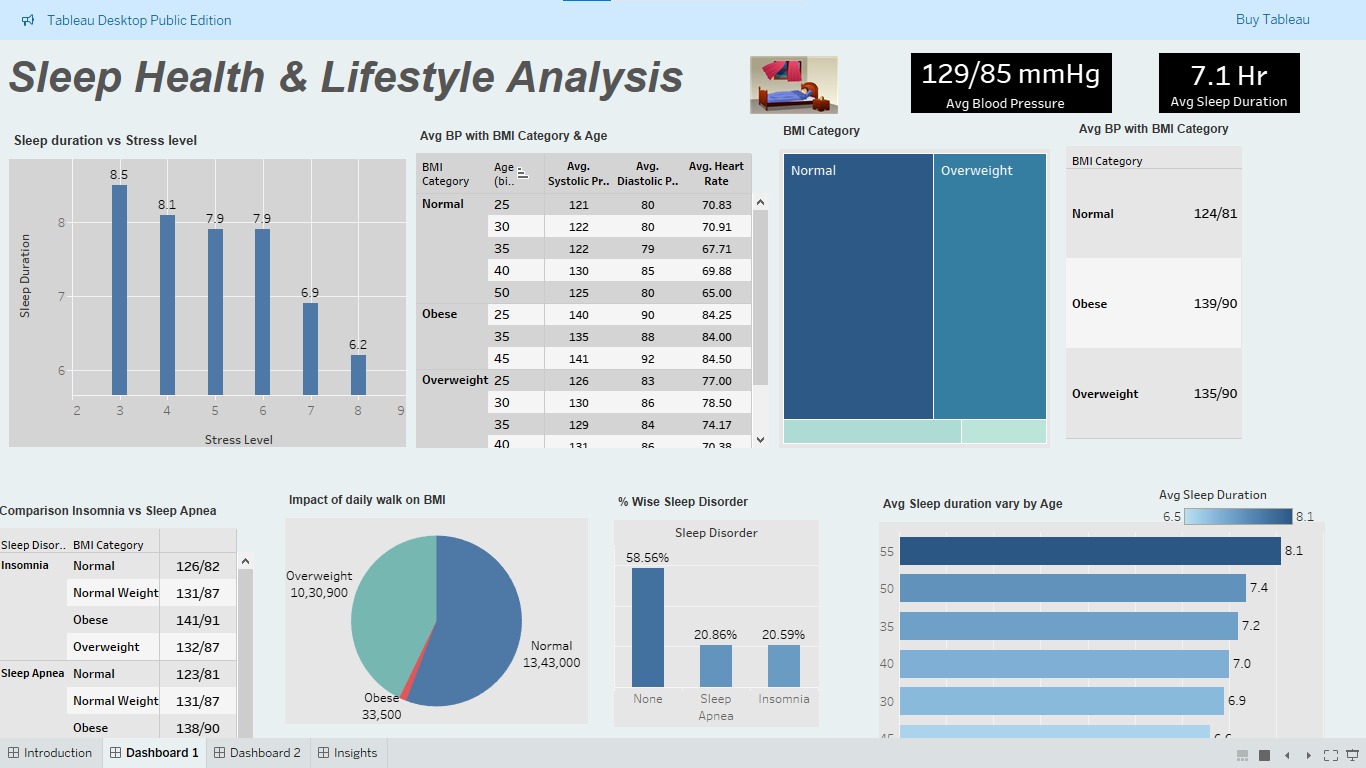 Tableau Desktop Public Edition
Buy Tableau
Sleep Health & Lifestyle Analysis
129/85 mmHg
Avg Blood Pressure
7.1 Hr
Avg Sleep Duration
Sleep duration vs Stress level
8.5
8.1
7.9
7.9
6.9
6.2
8
7
6
Sleep Duration
2 3 4 5 6 7 8 9
Stress Level
Avg BP with BMI Category & Age
BMI Category
Age (bi..
Avg. Systolic Pr..
Avg. Diastolic P..
Avg. Heart Rate
Normal 25 121 80 70.83
30 122 80 70.91
35 122 79 67.71
40 130 85 69.88
50 125 80 65.00
Obese 25 140 90 84.25
35 135 88 84.00
45 141 92 84.50
Overweight 25 126 83 77.00
30 130 86 78.50
35 129 84 74.17
40 131 86 70.38
BMI Category
Normal
Overweight
Avg BP with BMI Category
BMI Category
Normal 124/81
Obese 139/90
Overweight 135/90
Comparison Insomnia vs Sleep Apnea
Sleep Disor.. BMI Category
Insomnia Normal 126/82
Normal Weight 131/87
Obese 141/91
Overweight 132/87
Sleep Apnea Normal 123/81
Normal Weight 131/87
Obese 138/90
Impact of daily walk on BMI
Overweight
10,30,900
Normal
13,43,000
Obese
33,500
% Wise Sleep Disorder
Sleep Disorder
58.56%
20.86%
20.59%
None
Sleep Apnea
Insomnia
Avg Sleep duration vary by Age
Avg Sleep Duration
6.5 8.1
55 8.1
50 7.4
35 7.2
40 7.0
30 6.9
Introduction
Dashboard 1
Dashboard 2
Insights